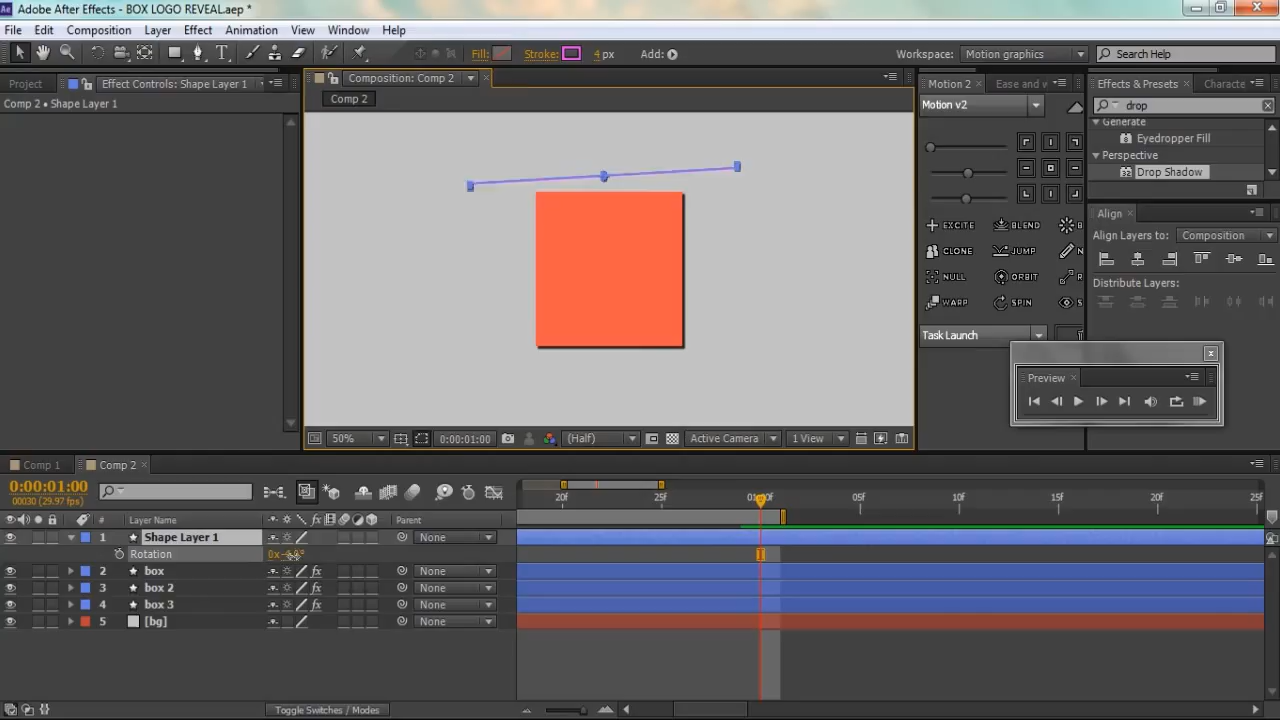 Adobe After Effects - BOX LOGO REVEAL.aep *
File Edit Composition Layer Effect Animation View Window Help
Fill: Stroke: 4 px Add: Workspace: Motion graphics Search Help
Project Effect Controls: Shape Layer 1 Composition: Comp 2 Motion 2 Ease and w Effects & Presets Characte
Comp 2 • Shape Layer 1 Comp 2 Motion v2 drop
Generate
Eyedropper Fill
Perspective
Drop Shadow
Align
Align Layers to: Composition
Distribute Layers:
EXCITE BLEND
CLONE JUMP
NULL ORBIT
WARP SPIN
Task Launch
Preview
50% 0:00:01:00 (Half) Active Camera 1 View
Comp 1 Comp 2
0:00:01:00
00030 (29.97 fps)
20f 25f 01:00f 05f 10f 15f 20f 25f
# Layer Name Parent
1 Shape Layer 1 None
Rotation
2 box fx None
3 box 2 fx None
4 box 3 fx None
5 [bg] None
Toggle Switches / Modes